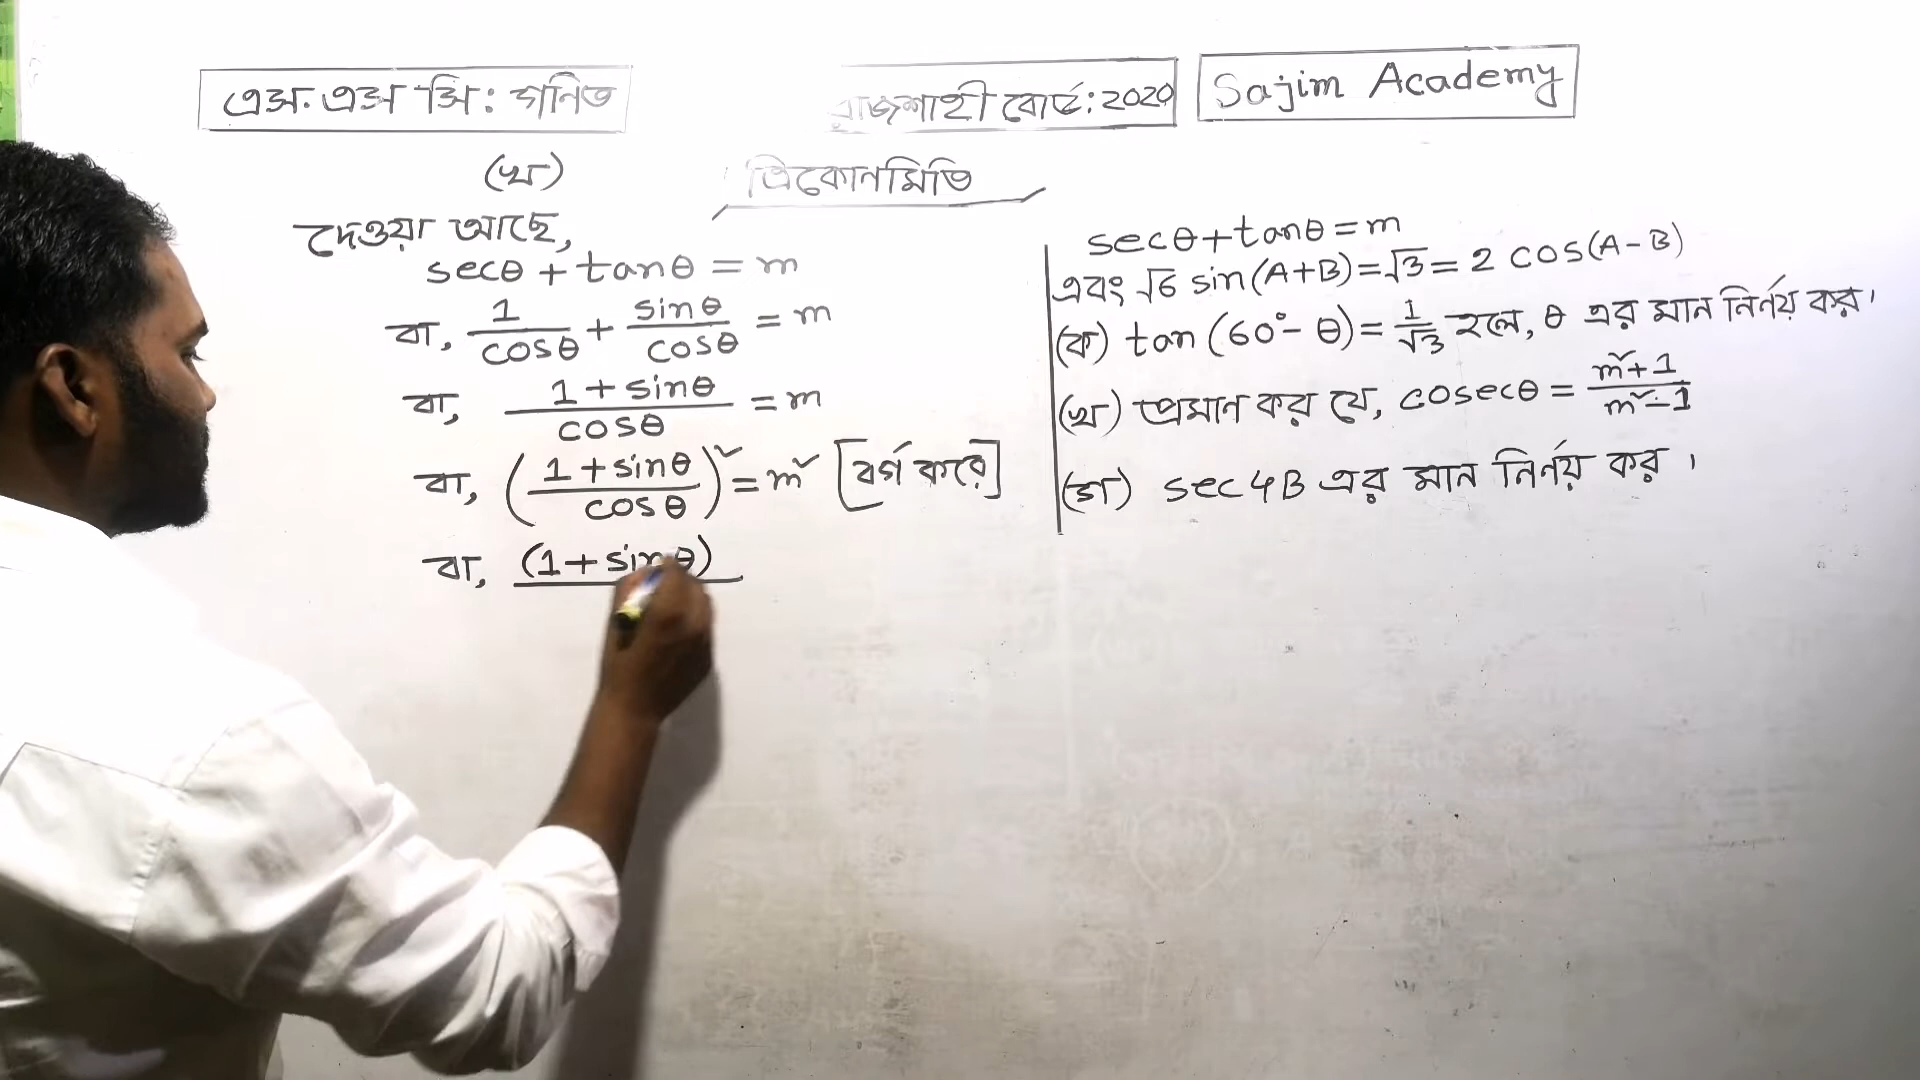 এস.এস সি: গনিত
রাজশাহী বোর্ড: 2020
Sajim Academy
(খ)
ত্রিকোনমিতি
দেওয়া আছে,
secθ + tanθ = m
বা, 1/cosθ + sinθ/cosθ = m
বা, (1 + sinθ)/cosθ = m
বা, ((1 + sinθ)/cosθ)² = m² [বর্গ করে]
বা, (1 + sinθ)
secθ + tanθ = m
এবং √6 sin(A+B) = √3 = 2 cos(A-B)
(ক) tan(60° - θ) = 1/√3 হলে, θ এর মান নির্ণয় কর।
(খ) প্রমান কর যে, cosecθ = (m²+1)/(m²-1)
(গ) sec4B এর মান নির্ণয় কর।